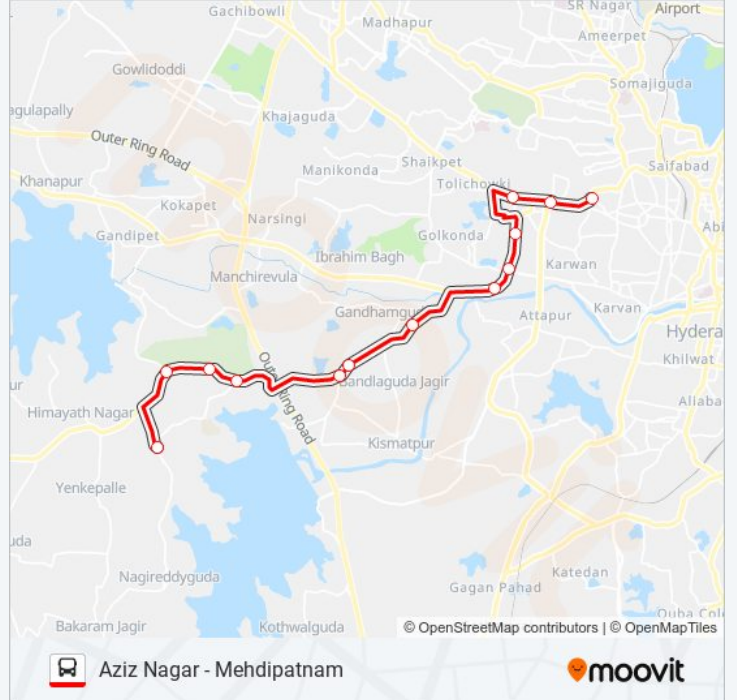 SR Nagar
Airport
Gachibowli
Madhapur
Ameerpet
Gowlidoddi
Somajiguda
agulapally
Khajaguda
Outer Ring Road
Shaikpet
Manikonda
Saifabad
Khanapur
Tolichowki
Kokapet
Narsingi
Abi
Gandipet
Golkonda
Ibrahim Bagh
Karwan
Manchirevula
Gandhamgu
Karvan
Attapur
Hydera
Khilwat
Outer Ring Road
Bandlaguda Jagir
ur
Allaba
Himayath Nagar
Kismatpur
Yenkepalle
uda
Katedan
Nagireddyguda
Gagan Pahad
Ouba Col
Bakaram Jagir
Kothwalguda
© OpenStreetMap contributors | © OpenMapTiles
Aziz Nagar - Mehdipatnam
moovit